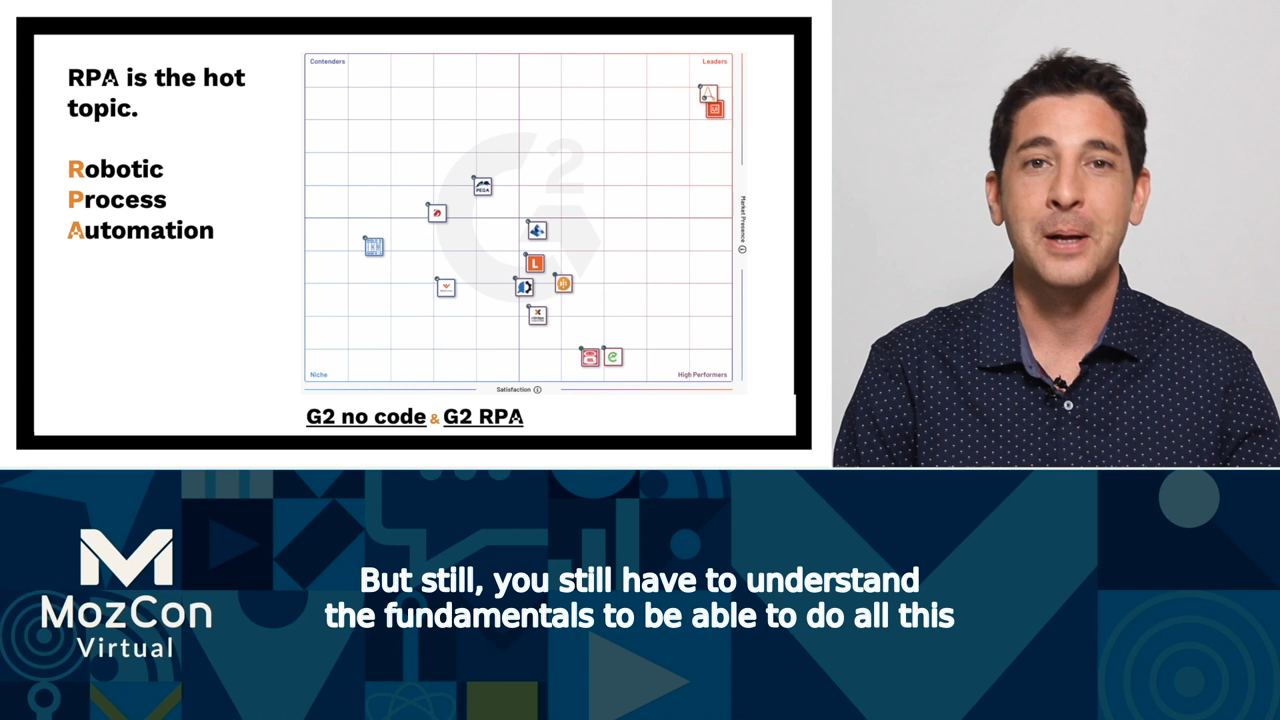 RPA is the hot
topic.
Robotic
Process
Automation
Contenders
Leaders
PEGA
L
Market Presence
Niche
High Performers
Satisfaction
G2 no code & G2 RPA
MozCon
Virtual
But still, you still have to understand
the fundamentals to be able to do all this